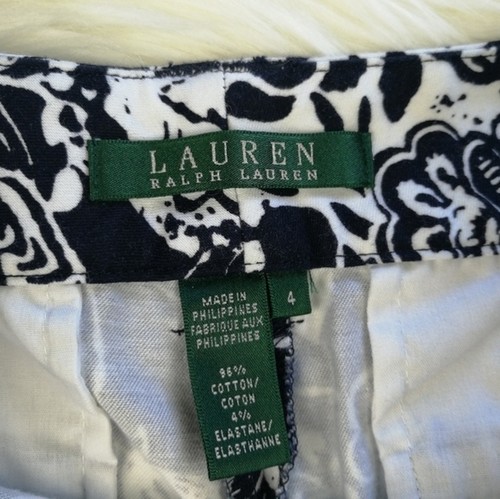 LAUREN
RALPH LAUREN
4
MADE IN
PHILIPPINES
FABRIQUE AUX
PHILIPPINES
96%
COTTON/
COTON
4%
ELASTANE/
ELASTHANNE